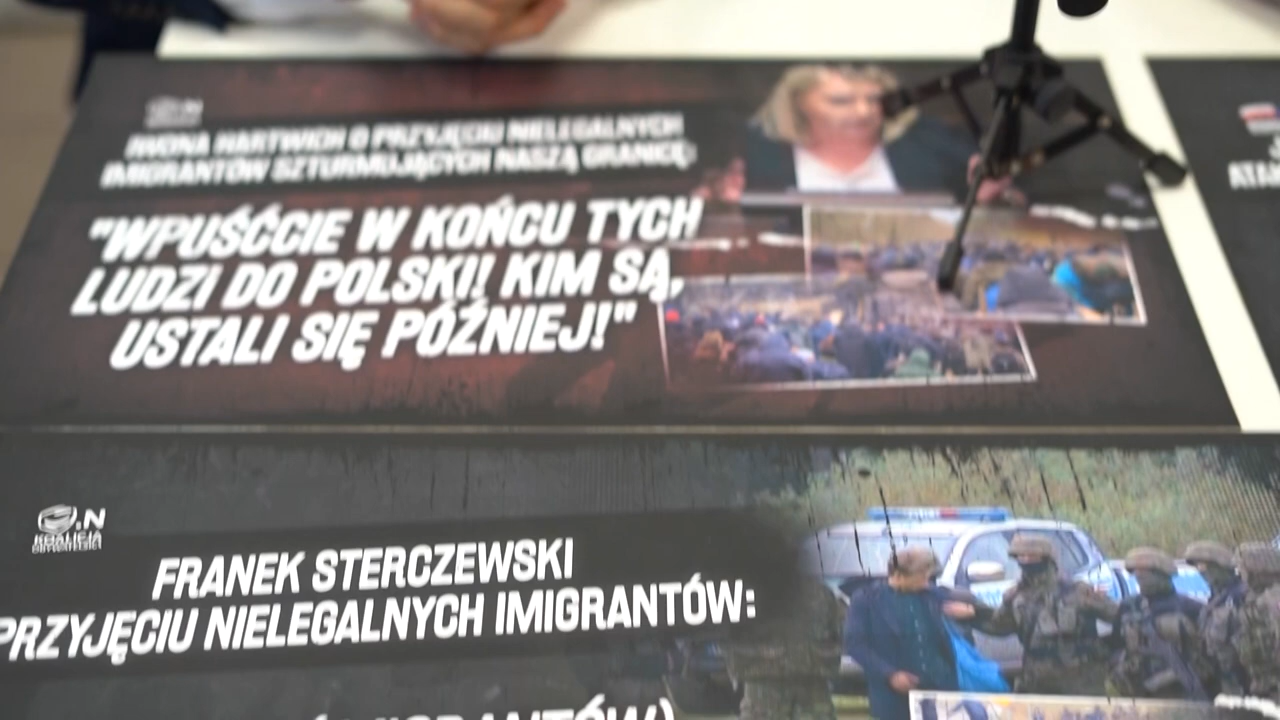 .N
IWONA HARTWICH O PRZYJĘCIU NIELEGALNYCH
IMIGRANTÓW SZTURMUJĄCYCH NASZĄ GRANICĘ:
"WPUŚĆCIE W KOŃCU TYCH
LUDZI DO POLSKI! KIM SĄ,
USTALI SIĘ PÓŹNIEJ!"
.N
KOALICJA
OBYWATELSKA
FRANEK STERCZEWSKI
PRZYJĘCIU NIELEGALNYCH IMIGRANTÓW: